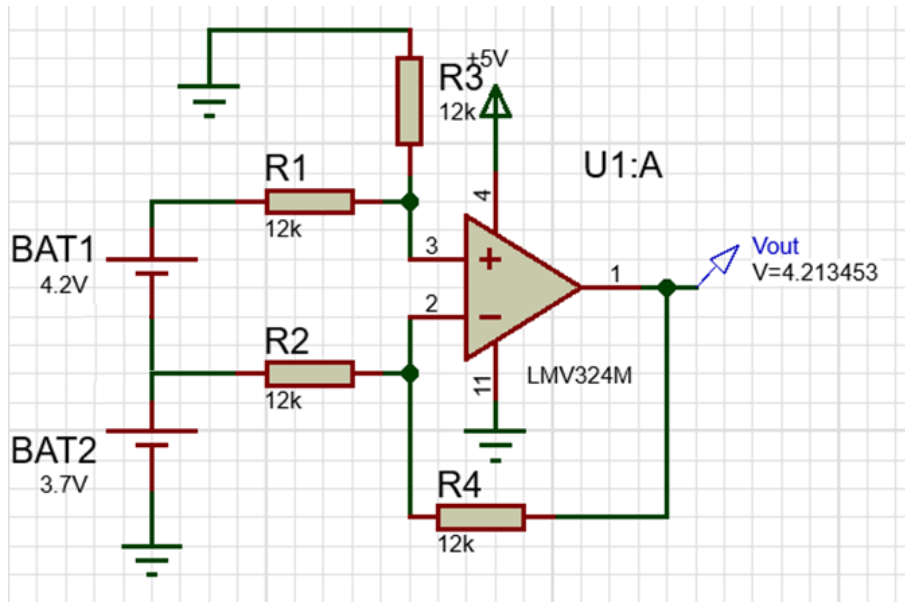 +5V
R3
12k
U1:A
R1
12k
4
BAT1
4.2V
3
+
1
Vout
V=4.213453
2
−
R2
12k
11
LMV324M
BAT2
3.7V
R4
12k